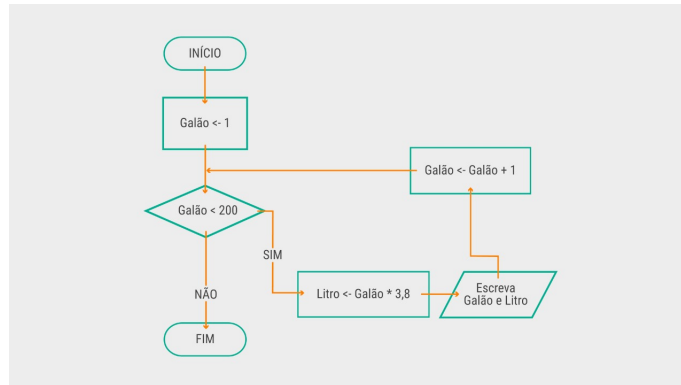 INÍCIO
Galão <- 1
Galão <- Galão + 1
Galão < 200
SIM
NÃO
Litro <- Galão * 3,8
Escreva
Galão e Litro
FIM